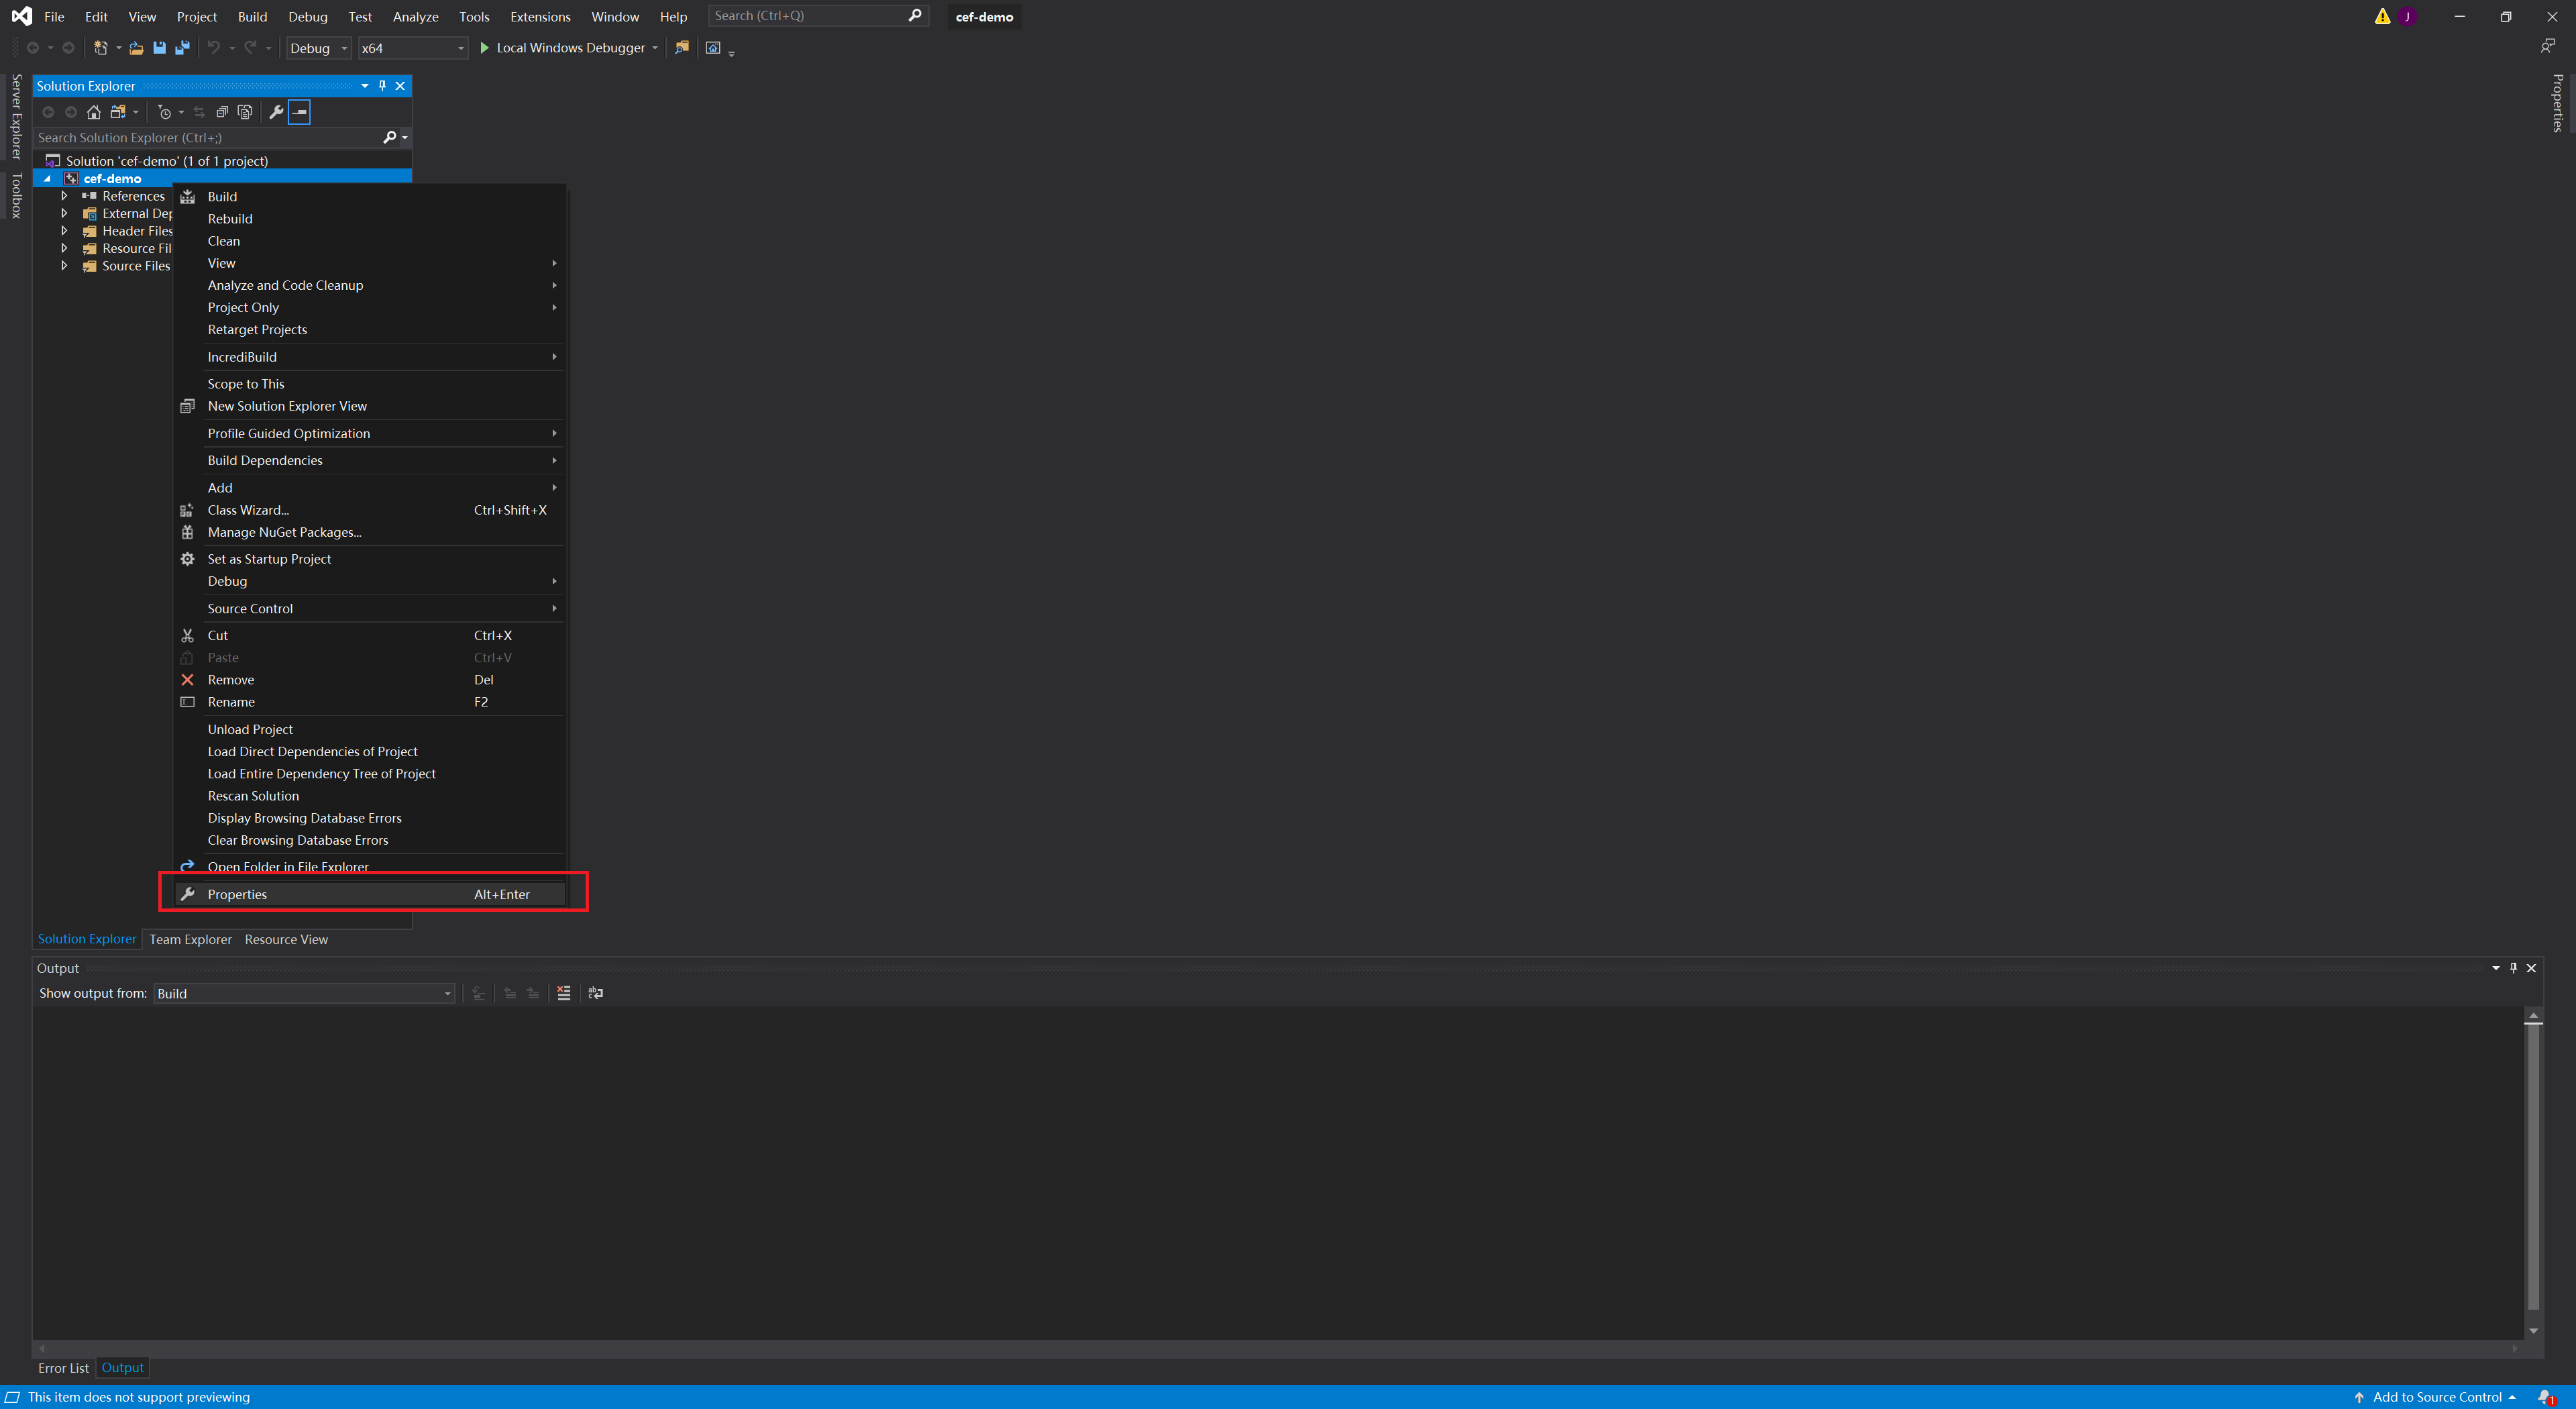 File Edit View Project Build Debug Test Analyze Tools Extensions Window Help Search (Ctrl+Q) cef-demo J
Debug x64 Local Windows Debugger
Server Explorer
Toolbox
Properties
Solution Explorer
Search Solution Explorer (Ctrl+;)
Solution 'cef-demo' (1 of 1 project)
cef-demo
References
External Dep
Header Files
Resource Fil
Source Files
Build
Rebuild
Clean
View
Analyze and Code Cleanup
Project Only
Retarget Projects
IncrediBuild
Scope to This
New Solution Explorer View
Profile Guided Optimization
Build Dependencies
Add
Class Wizard... Ctrl+Shift+X
Manage NuGet Packages...
Set as Startup Project
Debug
Source Control
Cut Ctrl+X
Paste Ctrl+V
Remove Del
Rename F2
Unload Project
Load Direct Dependencies of Project
Load Entire Dependency Tree of Project
Rescan Solution
Display Browsing Database Errors
Clear Browsing Database Errors
Open Folder in File Explorer
Properties Alt+Enter
Solution Explorer Team Explorer Resource View
Output
Show output from: Build
Error List Output
This item does not support previewing Add to Source Control 1